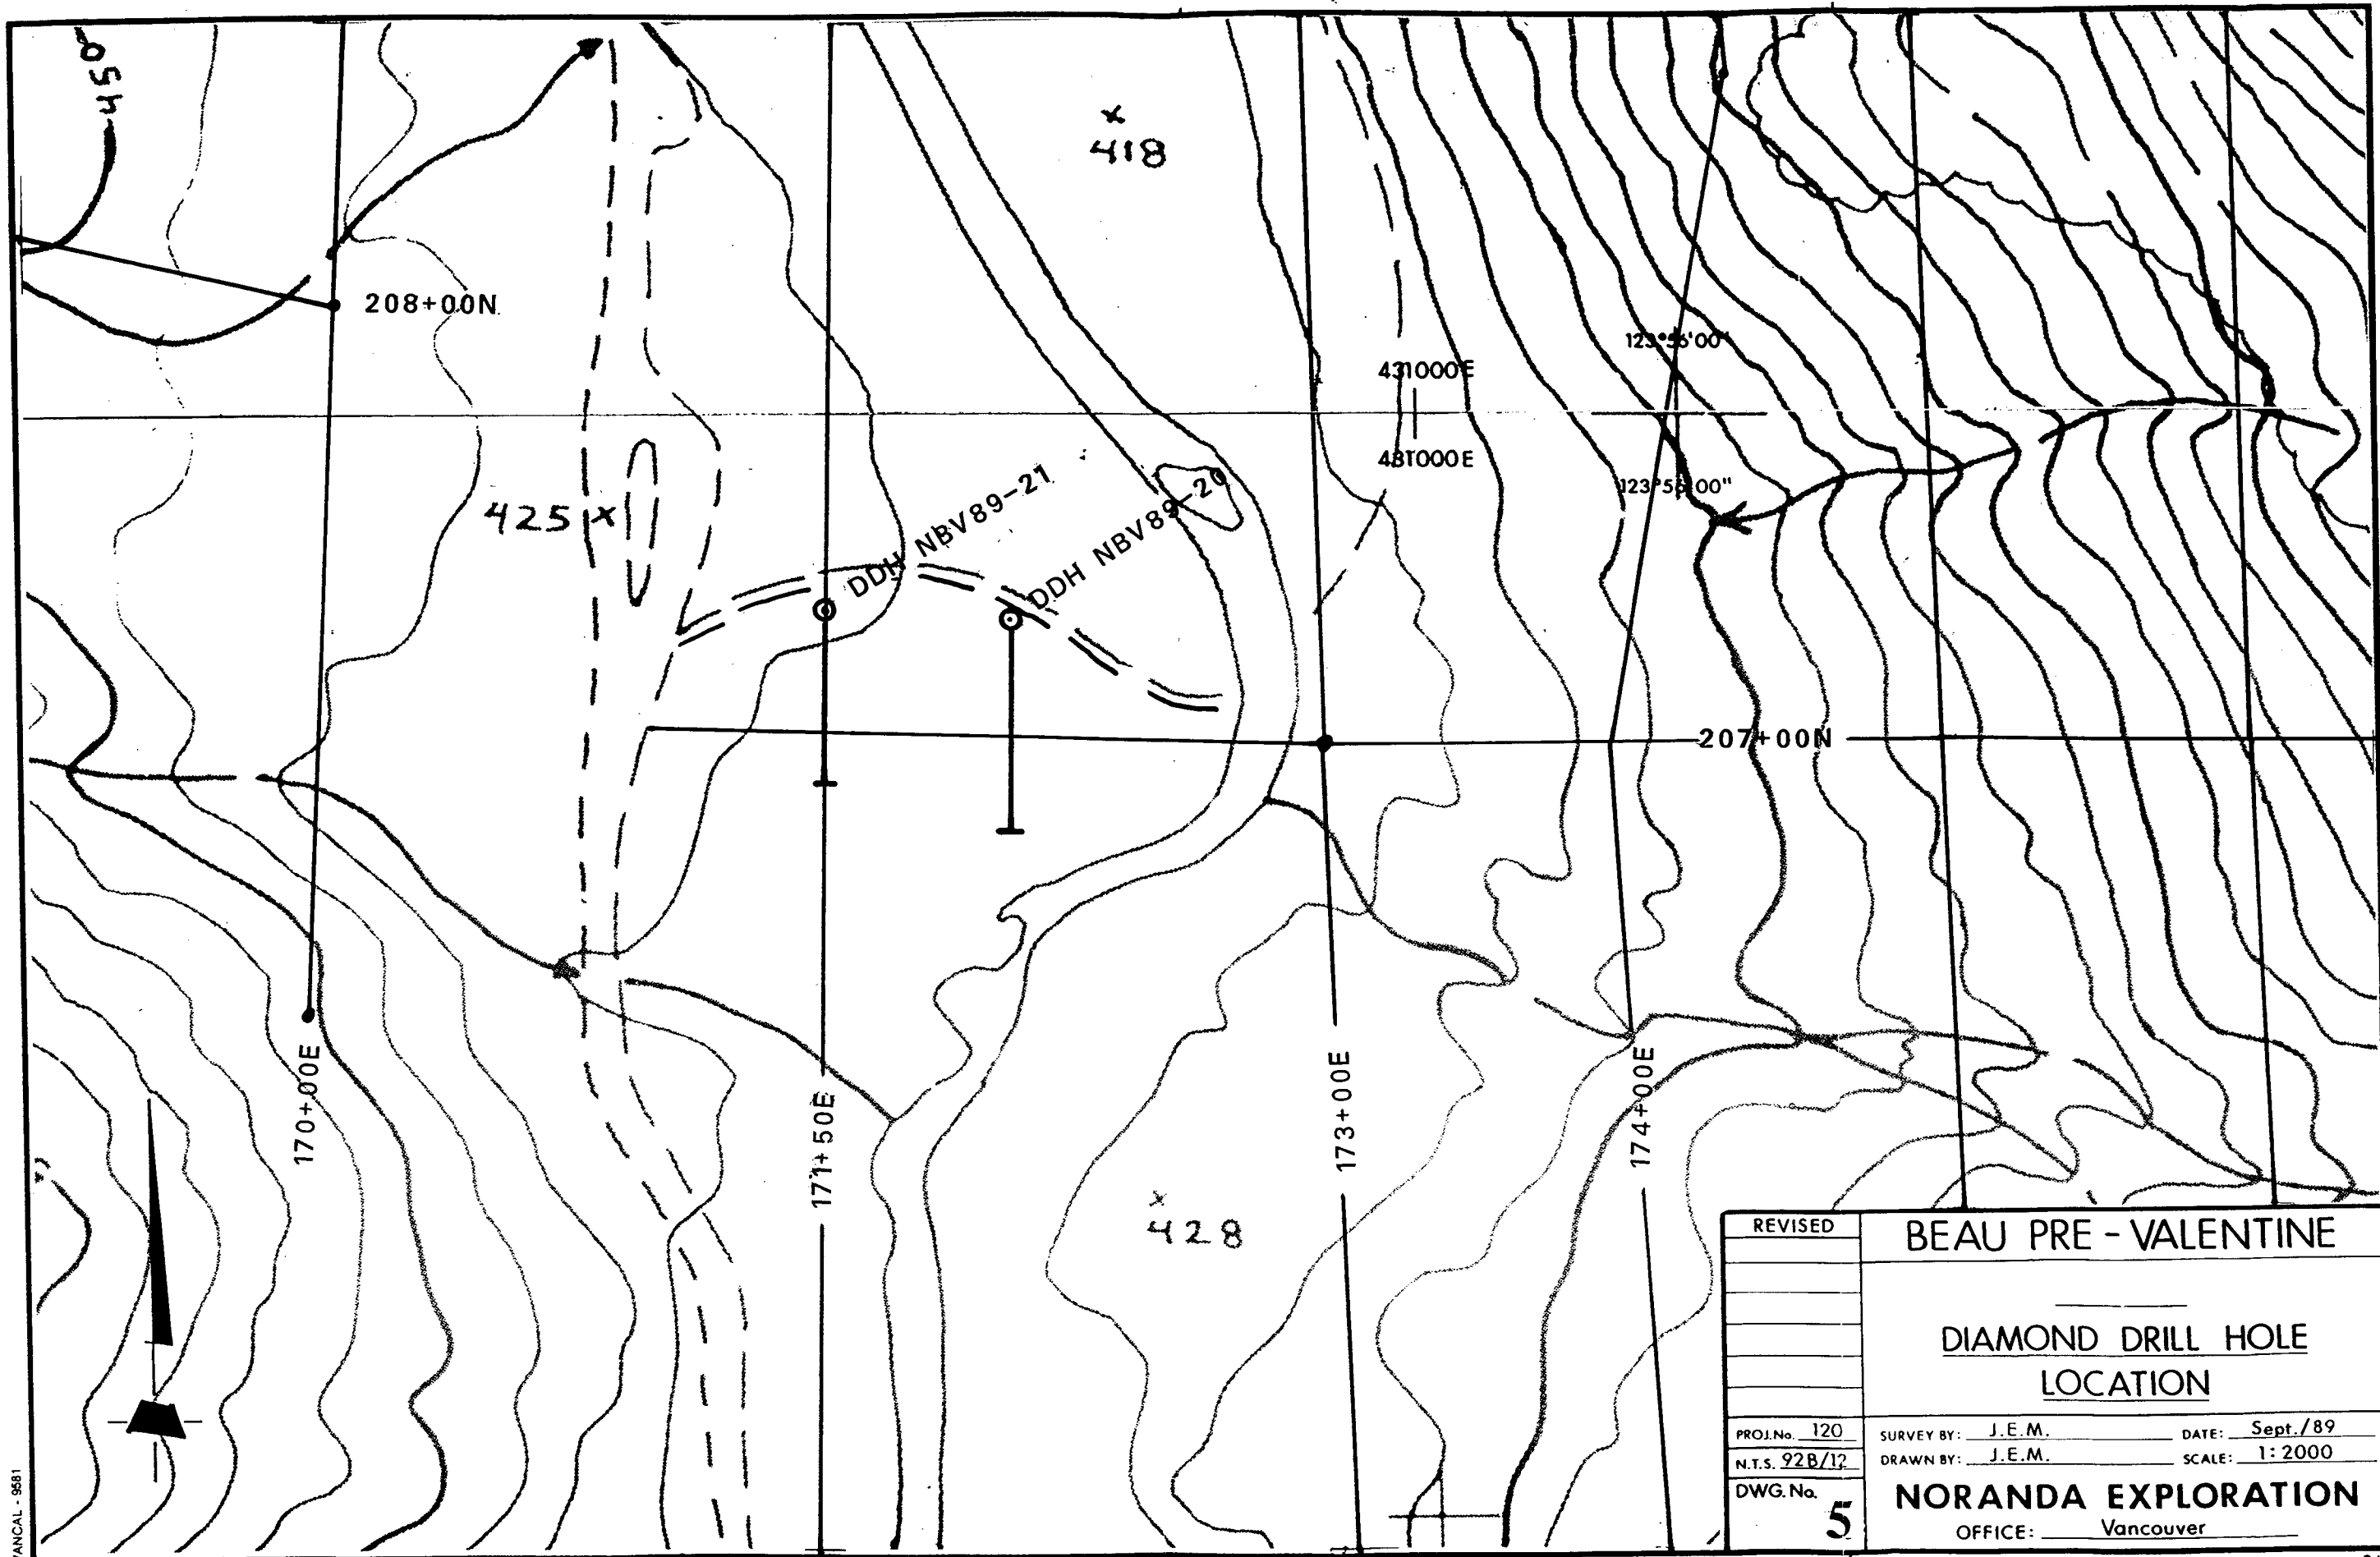 450
418
208+00N
123°56'00"
431000E
431000E
123°56'00"
425
DDH NBV89-21
DDH NBV89-20
207+00N
170+00E
171+50E
173+00E
174+00E
428
REVISED
BEAU PRE - VALENTINE
DIAMOND DRILL HOLE
LOCATION
PROJ.No. 120
SURVEY BY: J.E.M.
DATE: Sept./89
N.T.S. 92B/12
DRAWN BY: J.E.M.
SCALE: 1:2000
DWG.No. 5
NORANDA EXPLORATION
OFFICE: Vancouver
VANCAL - 9581